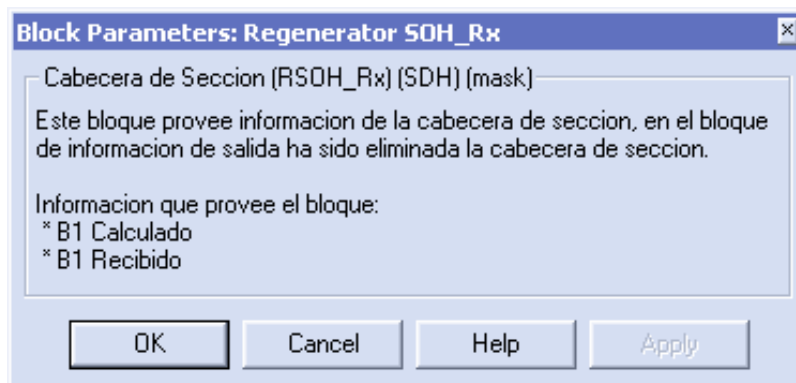 Block Parameters: Regenerator SOH_Rx
Cabecera de Seccion (RSOH_Rx) (SDH) (mask)
Este bloque provee informacion de la cabecera de seccion, en el bloque
de informacion de salida ha sido eliminada la cabecera de seccion.
Informacion que provee el bloque:
* B1 Calculado
* B1 Recibido
OK Cancel Help Apply